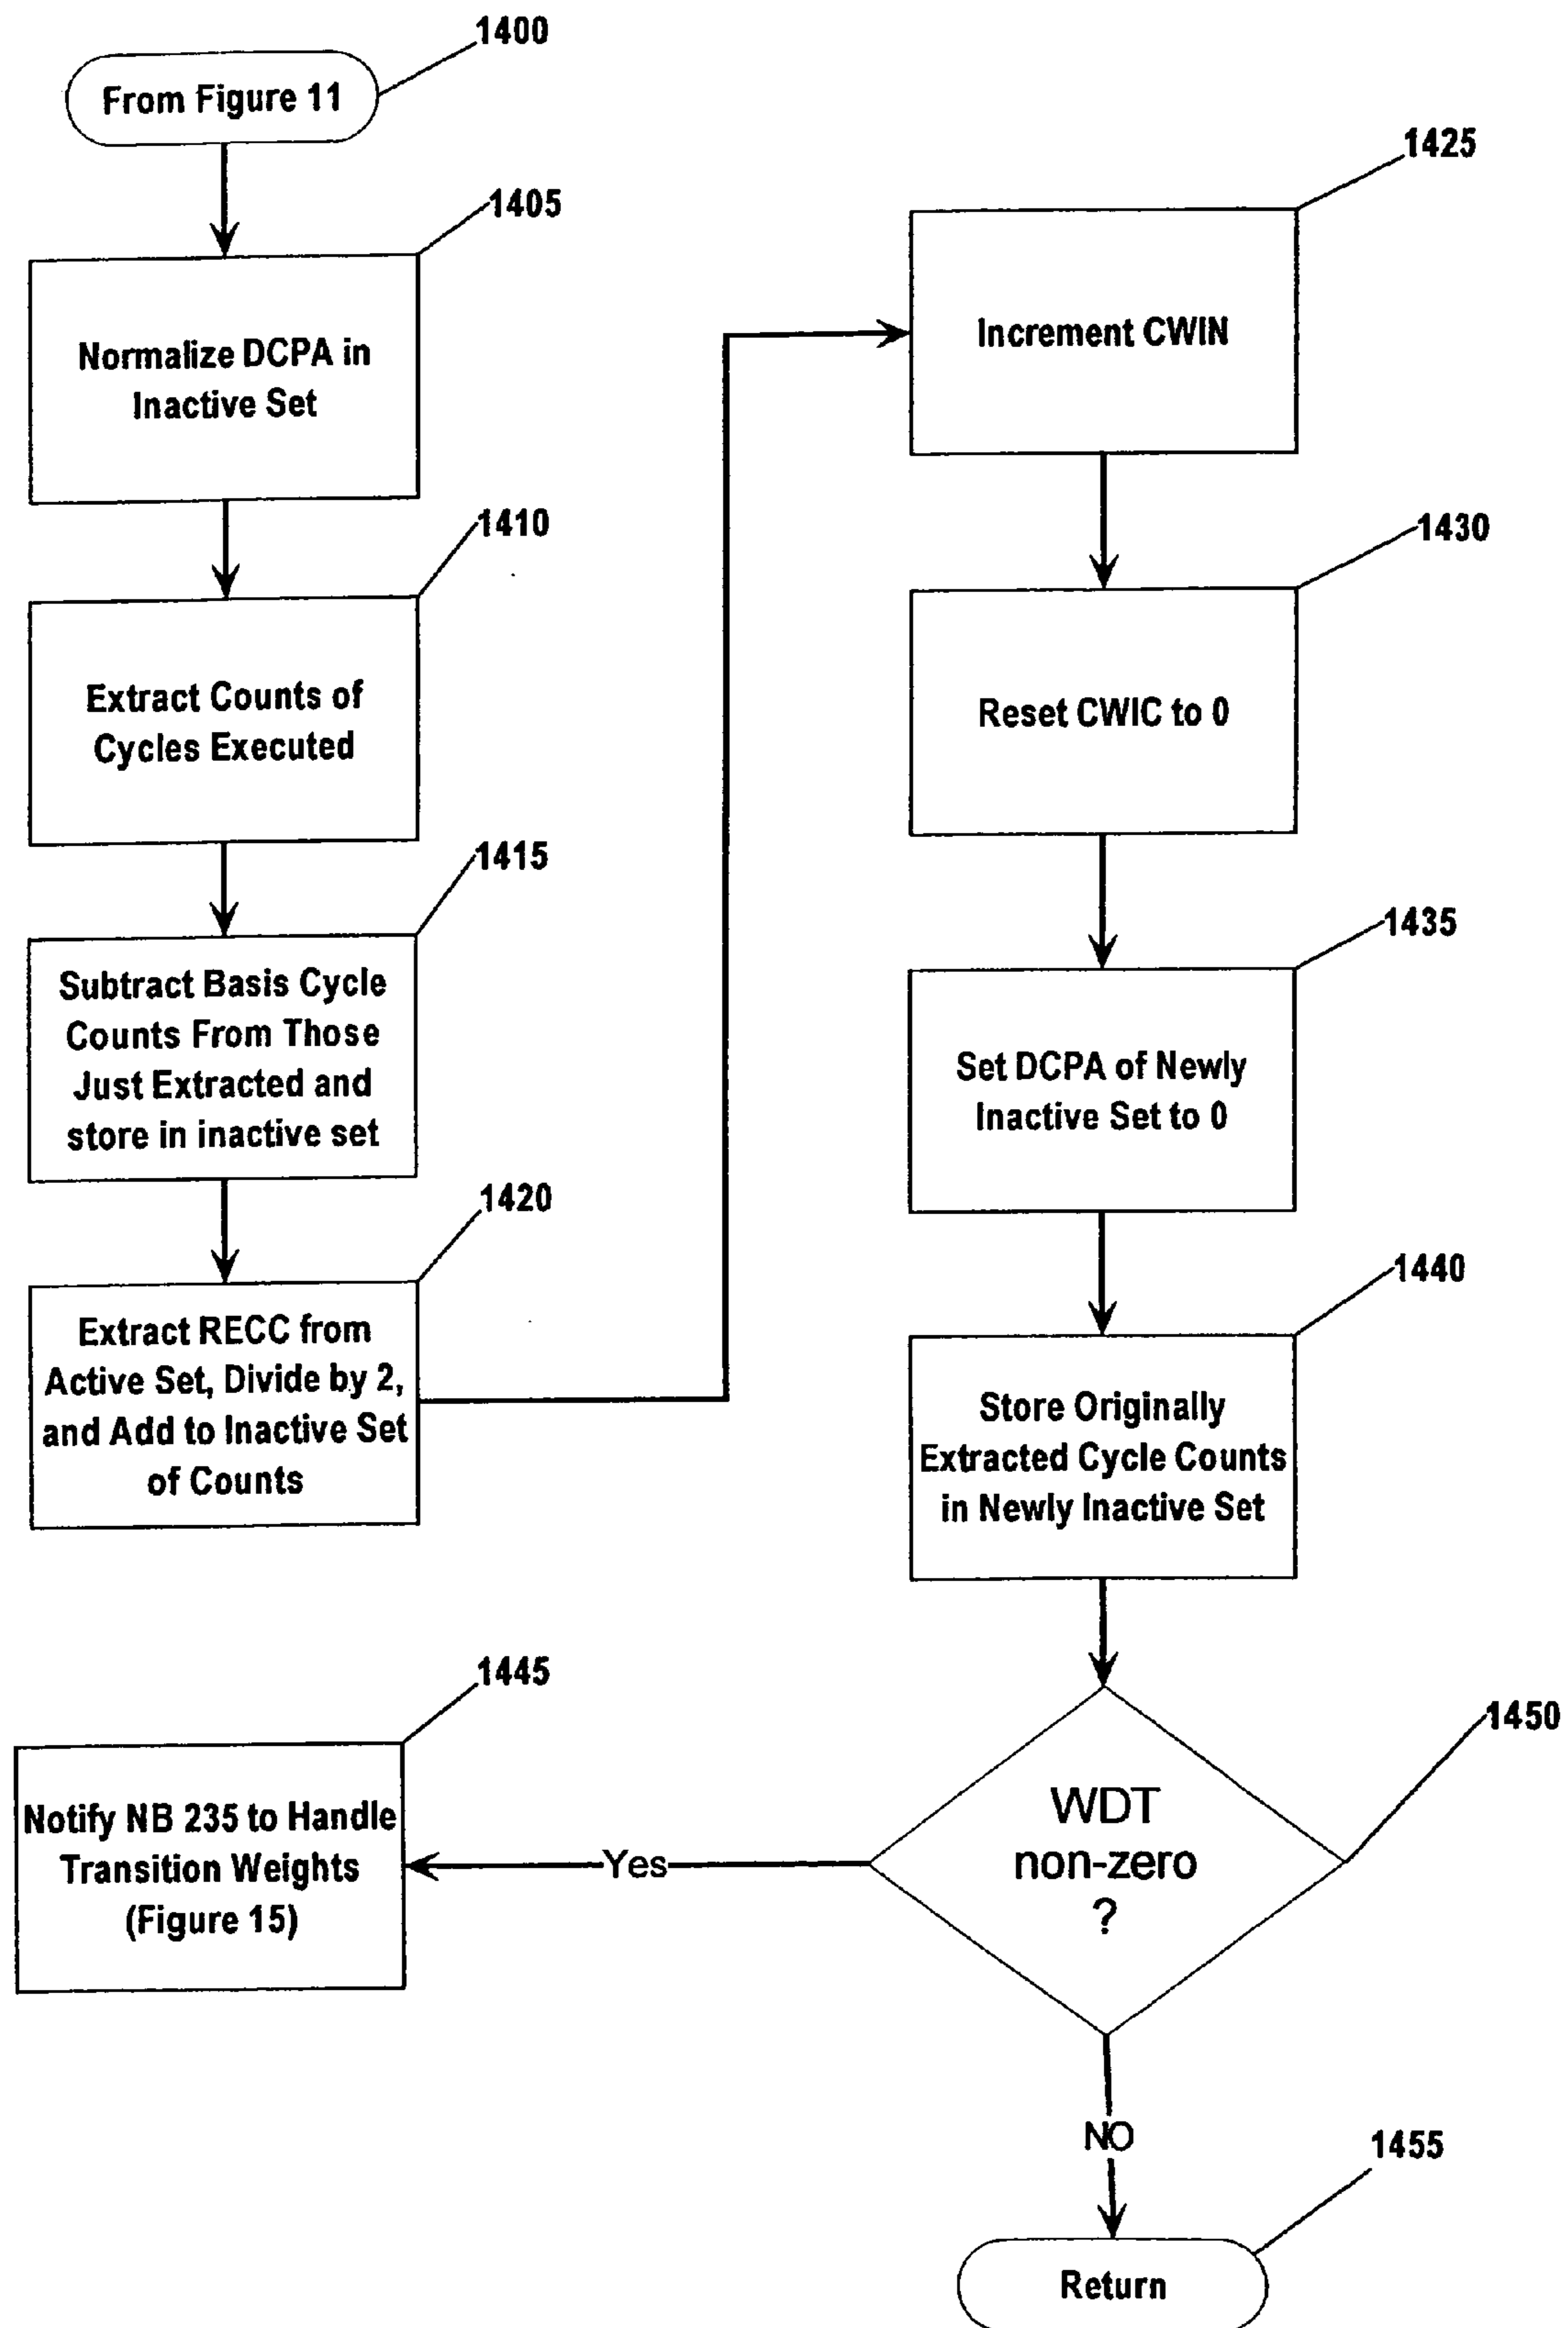 1400
From Figure 11
1405
Normalize DCPA in
Inactive Set
1410
Extract Counts of
Cycles Executed
1415
Subtract Basis Cycle
Counts From Those
Just Extracted and
store in inactive set
1420
Extract RECC from
Active Set, Divide by 2,
and Add to Inactive Set
of Counts
1425
Increment CWIN
1430
Reset CWIC to 0
1435
Set DCPA of Newly
Inactive Set to 0
1440
Store Originally
Extracted Cycle Counts
in Newly Inactive Set
1450
WDT
non-zero
?
Yes
1445
Notify NB 235 to Handle
Transition Weights
(Figure 15)
NO
1455
Return